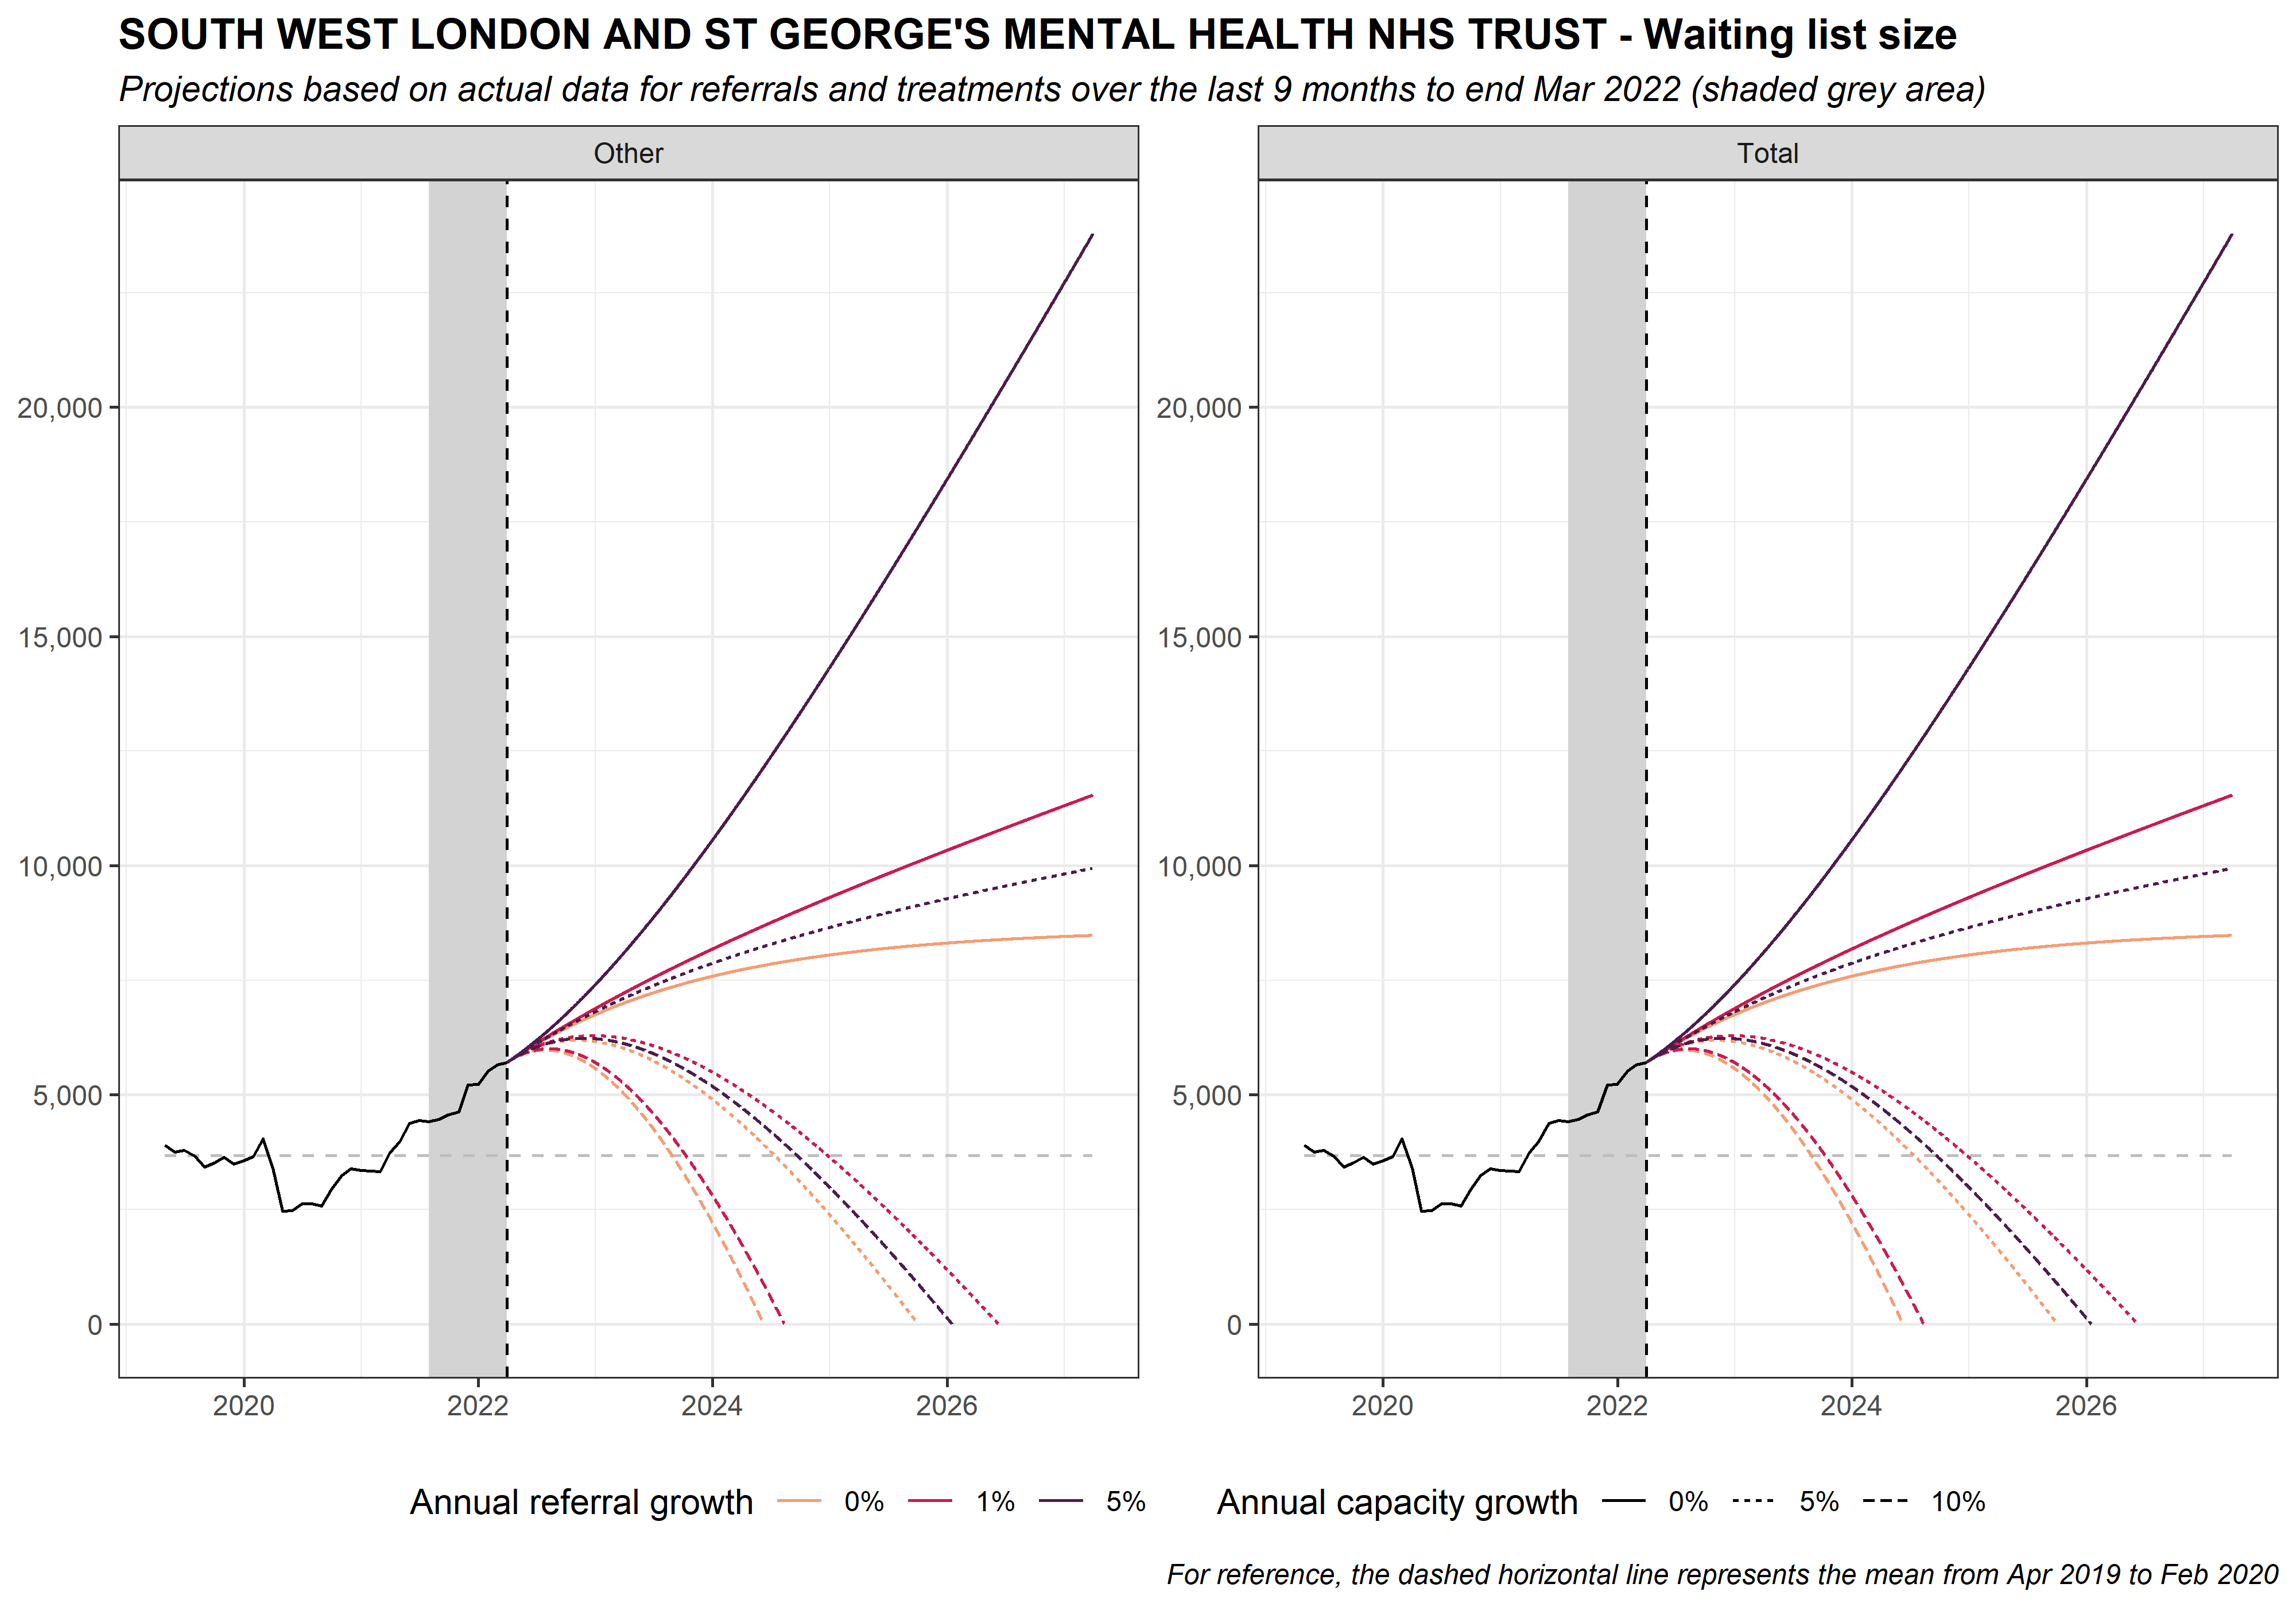 SOUTH WEST LONDON AND ST GEORGE'S MENTAL HEALTH NHS TRUST - Waiting list size
Projections based on actual data for referrals and treatments over the last 9 months to end Mar 2022 (shaded grey area)
Other
Total
20,000
15,000
10,000
5,000
0
20,000
15,000
10,000
5,000
0
2020 2022 2024 2026
2020 2022 2024 2026
Annual referral growth 0% 1% 5%
Annual capacity growth 0% 5% 10%
For reference, the dashed horizontal line represents the mean from Apr 2019 to Feb 2020